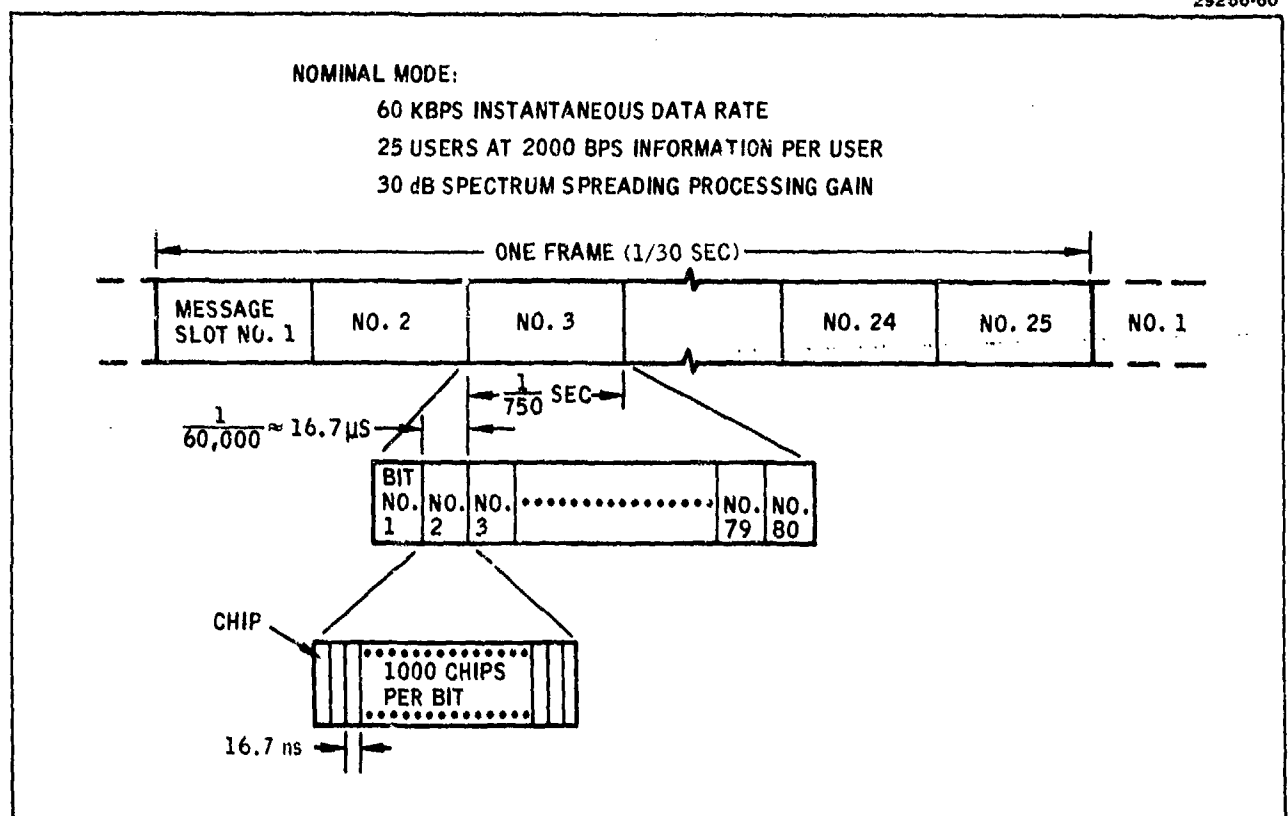 NOMINAL MODE:
60 KBPS INSTANTANEOUS DATA RATE
25 USERS AT 2000 BPS INFORMATION PER USER
30 dB SPECTRUM SPREADING PROCESSING GAIN
ONE FRAME (1/30 SEC)
MESSAGE
SLOT NO. 1
NO. 2
NO. 3
NO. 24
NO. 25
NO. 1
1/750 SEC
1/60,000 ≈ 16.7 μS
BIT
NO.
1
NO.
2
NO.
3
NO.
79
NO.
80
CHIP
1000 CHIPS
PER BIT
16.7 ns